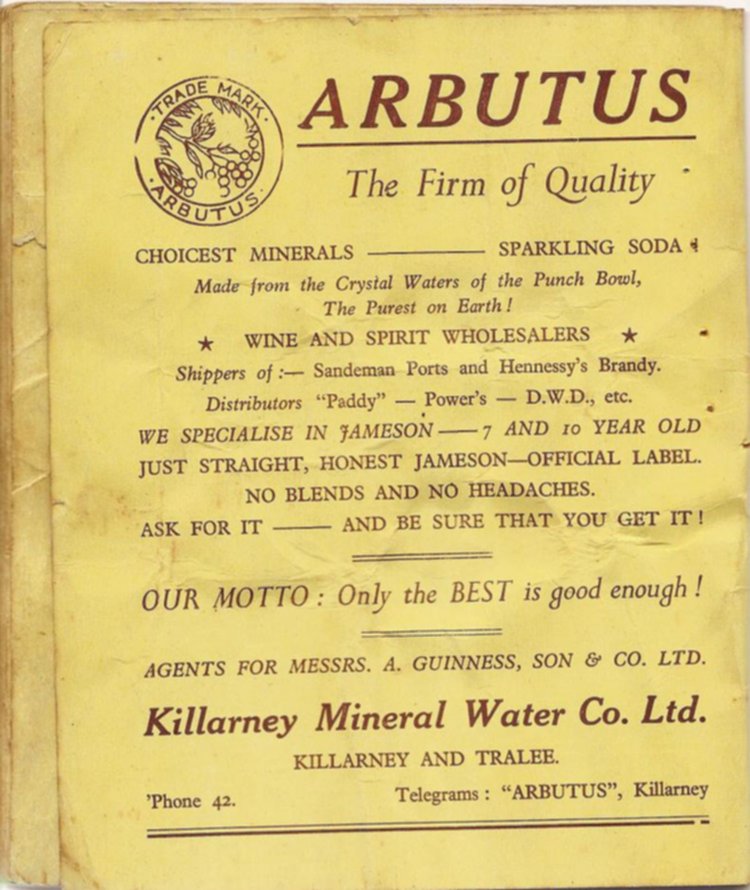 TRADE MARK
ARBUTUS
ARBUTUS
The Firm of Quality
CHOICEST MINERALS ——— SPARKLING SODA
Made from the Crystal Waters of the Punch Bowl,
The Purest on Earth!
★ WINE AND SPIRIT WHOLESALERS ★
Shippers of :— Sandeman Ports and Hennessy's Brandy.
Distributors "Paddy" — Power's — D.W.D., etc.
WE SPECIALISE IN JAMESON — 7 AND 10 YEAR OLD
JUST STRAIGHT, HONEST JAMESON—OFFICIAL LABEL.
NO BLENDS AND NO HEADACHES.
ASK FOR IT —— AND BE SURE THAT YOU GET IT!
OUR MOTTO : Only the BEST is good enough!
AGENTS FOR MESSRS. A. GUINNESS, SON & CO. LTD.
Killarney Mineral Water Co. Ltd.
KILLARNEY AND TRALEE.
'Phone 42. Telegrams : "ARBUTUS", Killarney